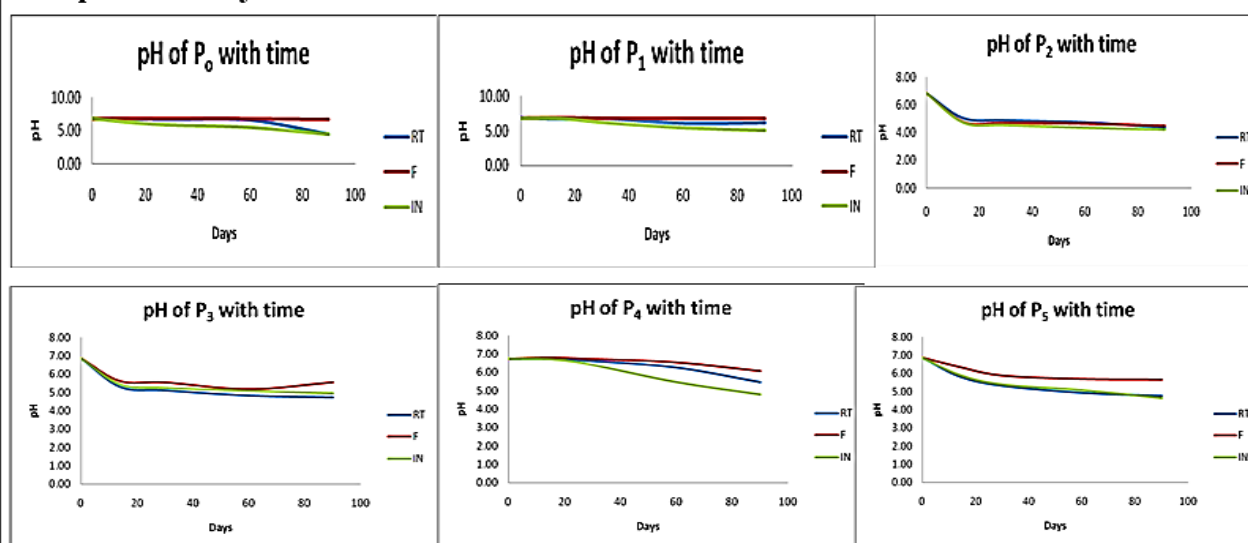 pH of Po with time
10.00
5.00
0.00
pH
0 20 40 60 80 100
Days
RT
F
IN
pH of P1 with time
10.00
5.00
0.00
pH
0 20 40 60 80 100
Days
RT
F
IN
pH of P2 with time
8.00
6.00
4.00
2.00
0.00
pH
0 20 40 60 80 100
Days
RT
F
IN
pH of P3 with time
8.00
7.00
6.00
5.00
4.00
3.00
2.00
1.00
0.00
pH
0 20 40 60 80 100
Days
RT
F
IN
pH of P4 with time
8.00
7.00
6.00
5.00
4.00
3.00
2.00
1.00
0.00
pH
0 20 40 60 80 100
Days
RT
F
IN
pH of P5 with time
8.00
7.00
6.00
5.00
4.00
3.00
2.00
1.00
0.00
pH
0 20 40 60 80 100
Days
RT
F
IN